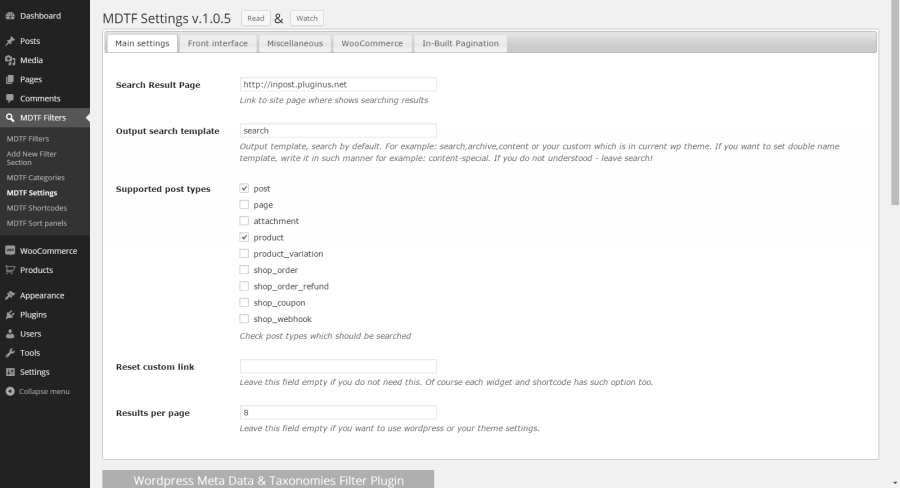 Dashboard
Posts
Media
Pages
Comments
MDTF Filters
MDTF Filters
Add New Filter
Section
MDTF Categories
MDTF Settings
MDTF Shortcodes
MDTF Sort panels
WooCommerce
Products
Appearance
Plugins
Users
Tools
Settings
Collapse menu
MDTF Settings v.1.0.5 Read & Watch
Main settings Front interface Miscellaneous WooCommerce In-Built Pagination
Search Result Page http://inpost.pluginus.net
Link to site page where shows searching results
Output search template search
Output template, search by default. For example: search,archive,content or your custom which is in current wp theme. If you want to set double name
template, write it in such manner for example: content-special. If you do not understood - leave search!
Supported post types post
page
attachment
product
product_variation
shop_order
shop_order_refund
shop_coupon
shop_webhook
Check post types which should be searched
Reset custom link
Leave this field empty if you do not need this. Of course each widget and shortcode has such option too.
Results per page 8
Leave this field empty if you want to use wordpress or your theme settings.
Wordpress Meta Data & Taxonomies Filter Plugin